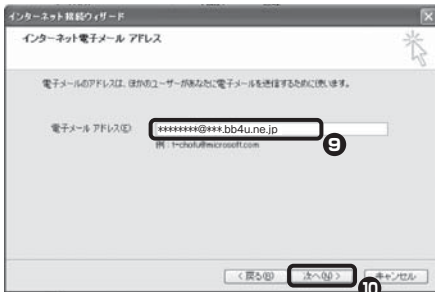 インターネット接続ウィザード
インターネット電子メール アドレス
電子メールのアドレスは、ほかのユーザーがあなたに電子メールを送信するために使います。
電子メール アドレス(E)
********@***.bb4u.ne.jp
9
例 : t-chofu@microsoft.com
< 戻る(B)
次へ(N) >
キャンセル
10